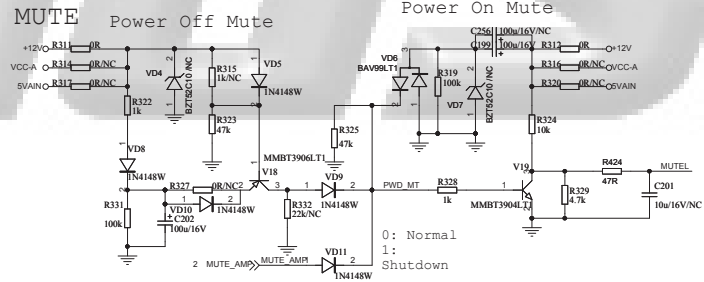 MUTE
Power Off Mute
Power On Mute
+12V R311 0R
VCC-A R314 0R/NC
5VAIN R317 0R/NC
R322
1k
VD4
BZT52C10 /NC
R315
1k/NC
VD5
1N4148W
R323
47k
VD8
1N4148W
R327 0R/NC
VD10
1N4148W
C202
100u/16V
R331
100k
MMBT3906LT1
V18
R332
22k/NC
VD9
1N4148W
R325
47k
VD6
BAV99LT1
R319
100k
VD7
BZT52C10 /NC
C256 100u/16V/NC
C199 100u/16V
R312 0R +12V
R316 0R/NC VCC-A
R320 0R/NC 5VAIN
R324
10k
PWD_MT
R328
1k
V19
MMBT3904LT1
R424
47R
MUTEL
R329
4.7k
C201
10u/16V/NC
2 MUTE_AMP MUTE_AMP1
VD11
1N4148W
0: Normal
1:
Shutdown